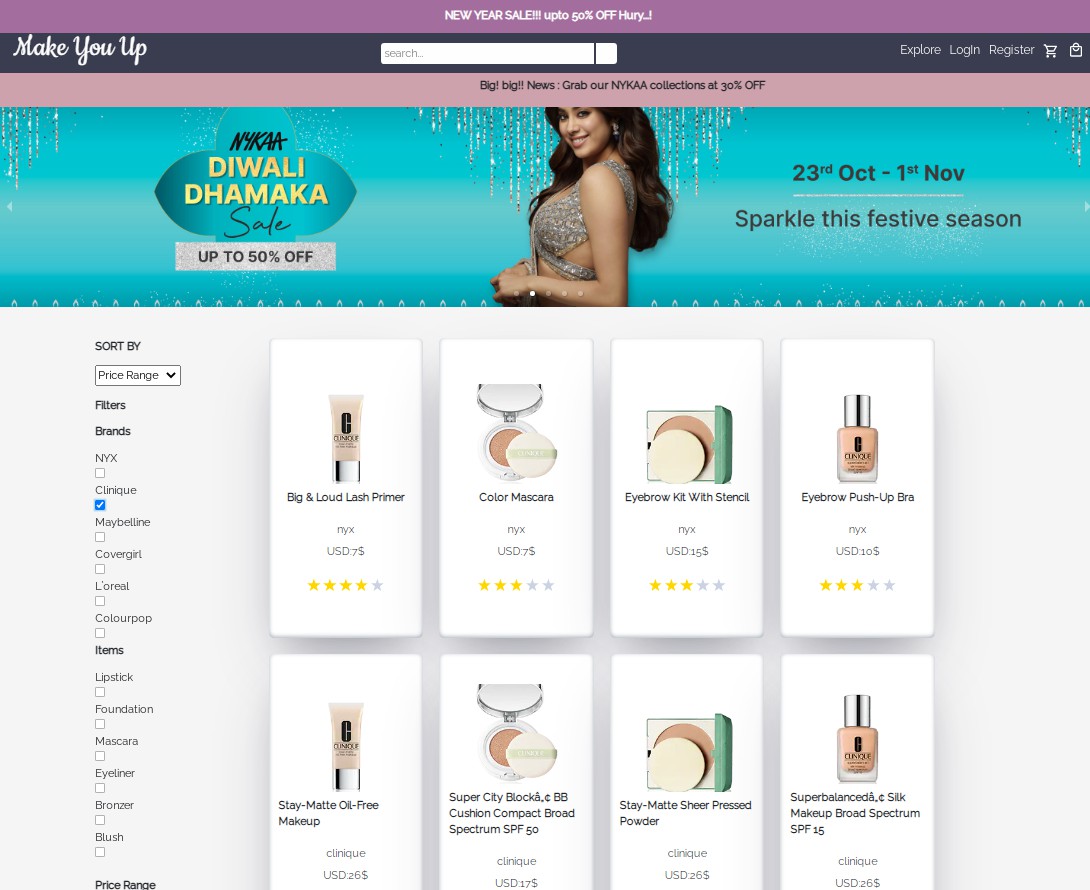 NEW YEAR SALE!!! upto 50% OFF Hury...!
Make You Up
search...
Explore LogIn Register
Big! big!! News : Grab our NYKAA collections at 30% OFF
NYKAA
DIWALI
DHAMAKA
Sale
UP TO 50% OFF
23rd Oct - 1st Nov
Sparkle this festive season
SORT BY
Price Range
Filters
Brands
NYX
Clinique
Maybelline
Covergirl
L'oreal
Colourpop
Items
Lipstick
Foundation
Mascara
Eyeliner
Bronzer
Blush
Price Range
CLINIQUE
Big & Loud Lash Primer
nyx
USD:7$
CLINIQUE
Color Mascara
nyx
USD:7$
Eyebrow Kit With Stencil
nyx
USD:15$
CLINIQUE
Eyebrow Push-Up Bra
nyx
USD:10$
CLINIQUE
Stay-Matte Oil-Free
Makeup
clinique
USD:26$
CLINIQUE
Super City Blockâ„¢ BB
Cushion Compact Broad
Spectrum SPF 50
clinique
USD:17$
Stay-Matte Sheer Pressed
Powder
clinique
USD:26$
CLINIQUE
Superbalancedâ„¢ Silk
Makeup Broad Spectrum
SPF 15
clinique
USD:26$